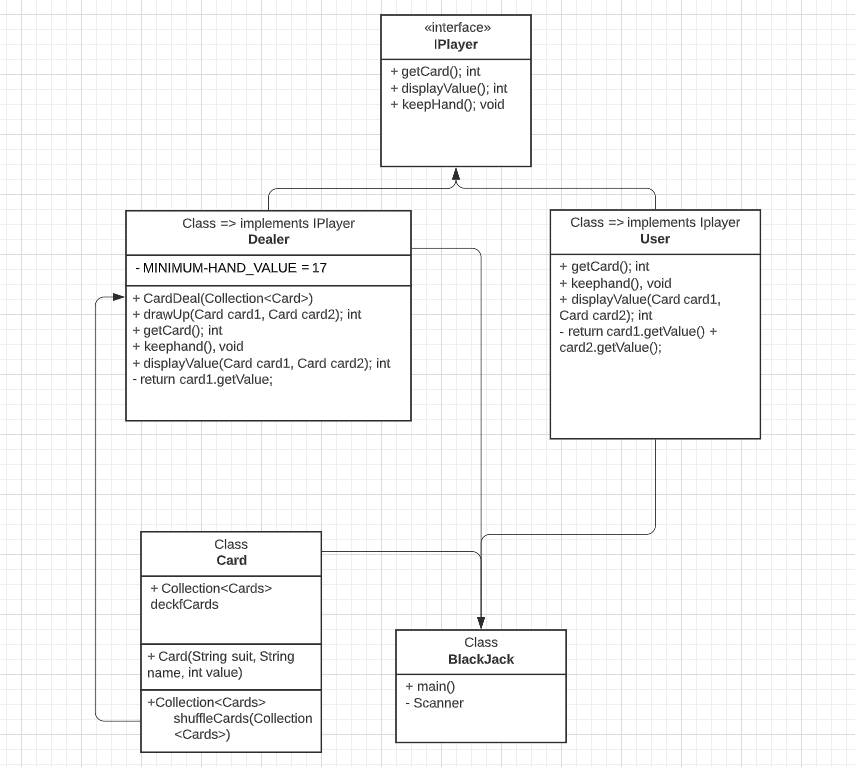 «interface»
IPlayer
+ getCard(); int
+ displayValue(); int
+ keepHand(); void
Class => implements IPlayer
Dealer
- MINIMUM-HAND_VALUE = 17
+ CardDeal(Collection<Card>)
+ drawUp(Card card1, Card card2); int
+ getCard(); int
+ keephand(), void
+ displayValue(Card card1, Card card2); int
- return card1.getValue;
Class => implements Iplayer
User
+ getCard(); int
+ keephand(), void
+ displayValue(Card card1,
Card card2); int
- return card1.getValue() +
card2.getValue();
Class
Card
+ Collection<Cards>
deckfCards
+ Card(String suit, String
name, int value)
+Collection<Cards>
shuffleCards(Collection
<Cards>)
Class
BlackJack
+ main()
- Scanner